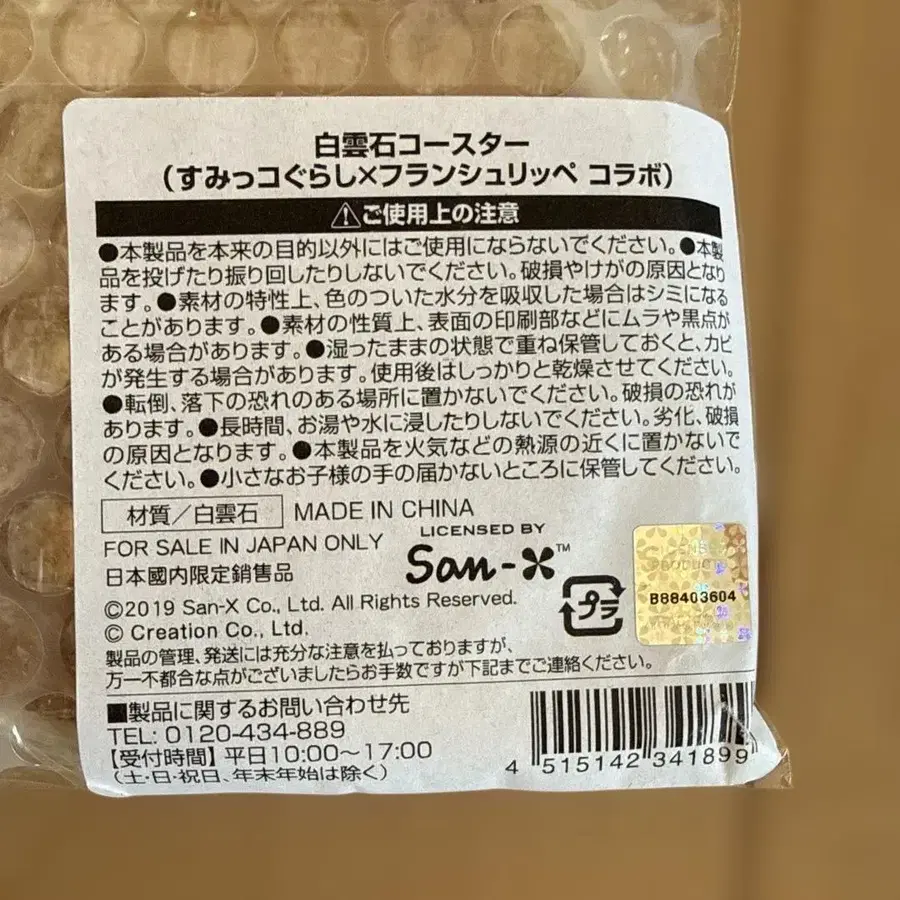 白雲石コースター
(すみっコぐらし×フランシュリッペ コラボ)
⚠ご使用上の注意
●本製品を本来の目的以外にはご使用にならないでください。●本製
品を投げたり振り回したりしないでください。破損やけがの原因となり
ます。●素材の特性上、色のついた水分を吸収した場合はシミになる
ことがあります。●素材の性質上、表面の印刷部などにムラや黒点が
ある場合があります。●湿ったままの状態で重ね保管しておくと、カビ
が発生する場合があります。使用後はしっかりと乾燥させてください。
●転倒、落下の恐れのある場所に置かないでください。破損の恐れが
あります。●長時間、お湯や水に浸したりしないでください。劣化、破損
の原因となります。●本製品を火気などの熱源の近くに置かないで
ください。●小さなお子様の手の届かないところに保管してください。
材質／白雲石 MADE IN CHINA
FOR SALE IN JAPAN ONLY
日本國内限定銷售品
LICENSED BY
San-X™
©2019 San-X Co., Ltd. All Rights Reserved.
© Creation Co., Ltd.
プラ
B88403604
製品の管理、発送には充分な注意を払っておりますが、
万一不都合な点がございましたらお手数ですが下記までご連絡ください。
■製品に関するお問い合わせ先
TEL: 0120-434-889
【受付時間】平日10:00～17:00
(土・日・祝日、年末年始は除く)
4 515142 341899